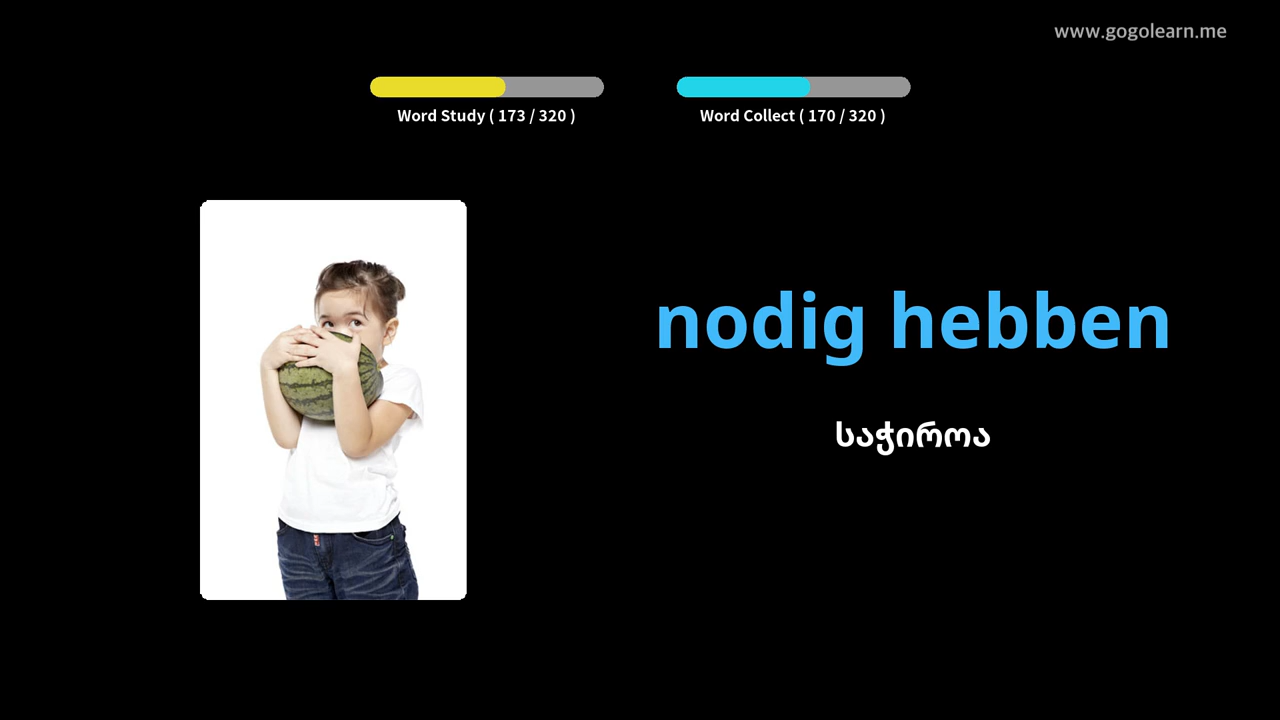 www.gogolearn.me
Word Study ( 173 / 320 )
Word Collect ( 170 / 320 )
nodig hebben
საჭიროა